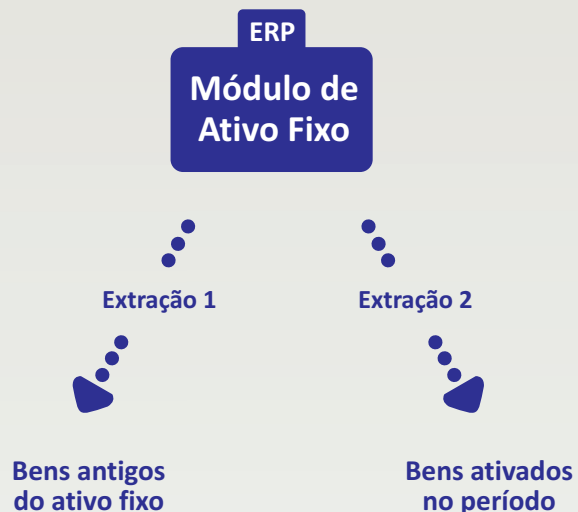 ERP
Módulo de
Ativo Fixo
Extração 1
Extração 2
Bens antigos
do ativo fixo
Bens ativados
no período